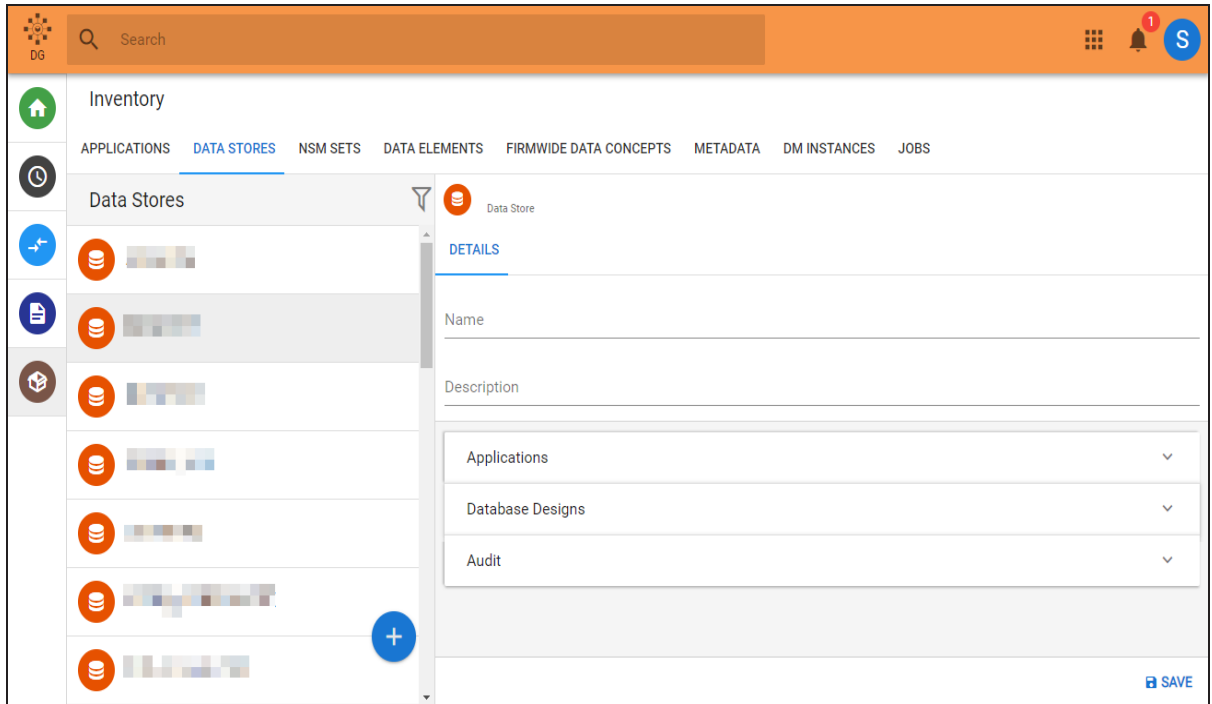 DG
Search
1
S
Inventory
APPLICATIONS DATA STORES NSM SETS DATA ELEMENTS FIRMWIDE DATA CONCEPTS METADATA DM INSTANCES JOBS
Data Stores
Data Store
DETAILS
Name
Description
Applications
Database Designs
Audit
+
SAVE